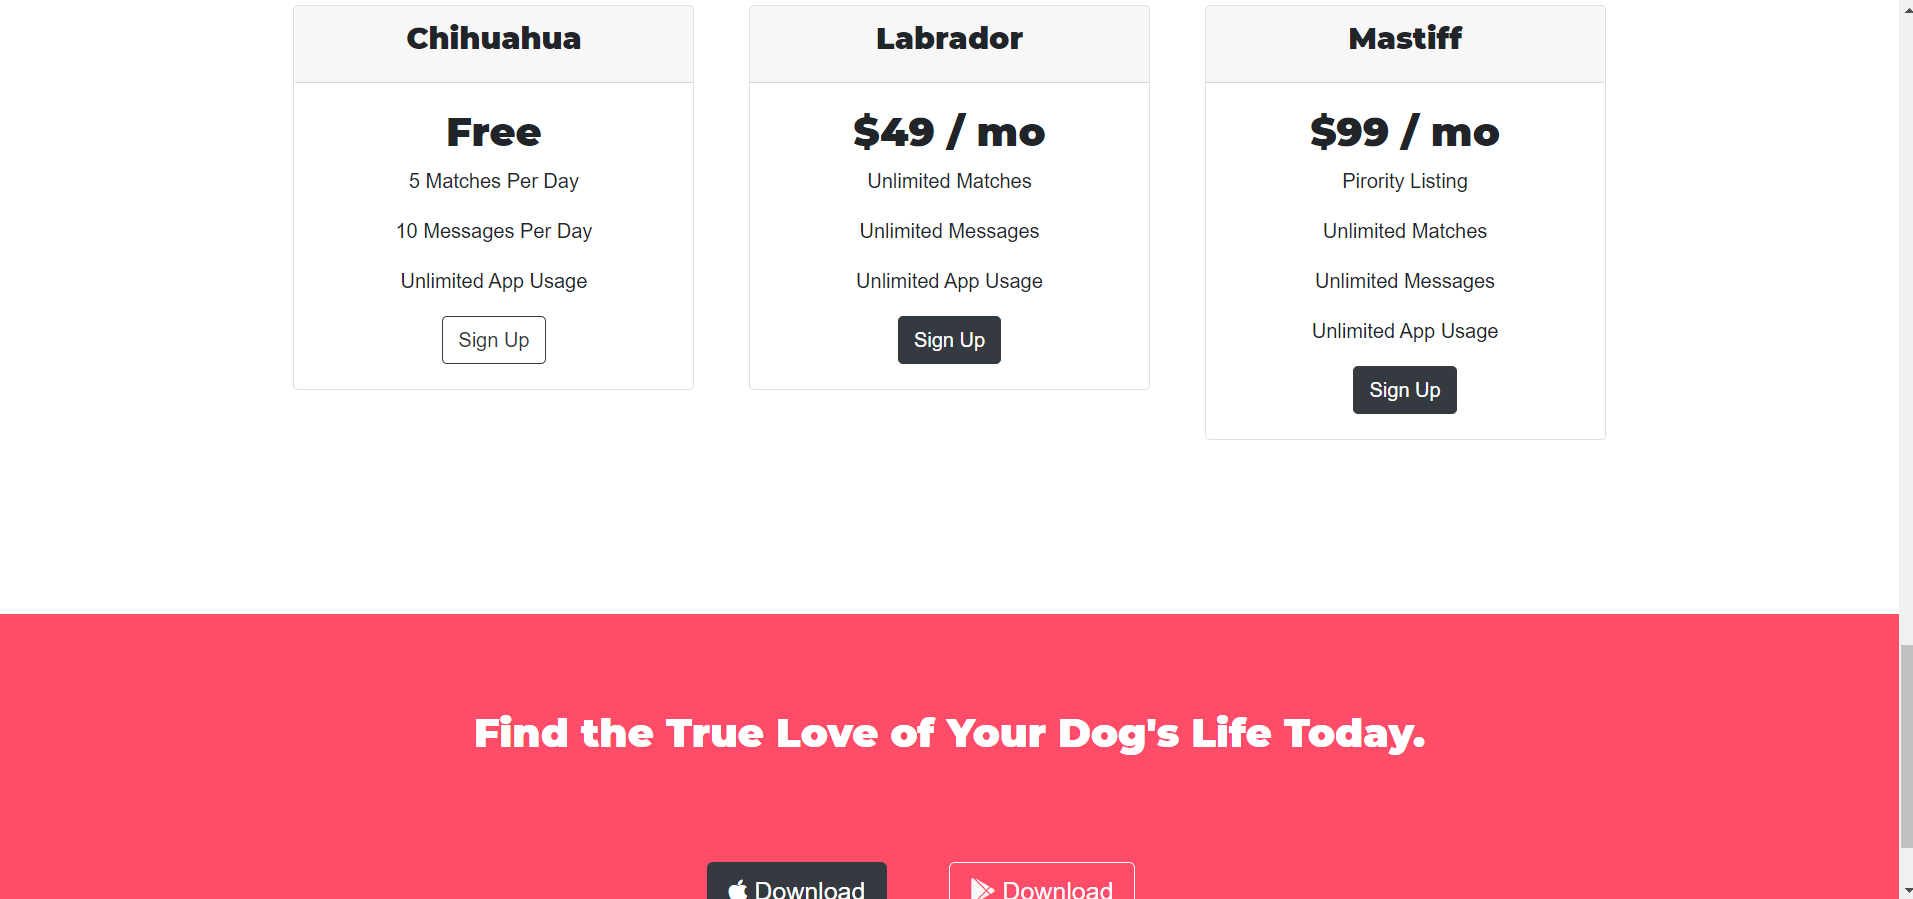 Chihuahua
Free
5 Matches Per Day
10 Messages Per Day
Unlimited App Usage
Sign Up
Labrador
$49 / mo
Unlimited Matches
Unlimited Messages
Unlimited App Usage
Sign Up
Mastiff
$99 / mo
Pirority Listing
Unlimited Matches
Unlimited Messages
Unlimited App Usage
Sign Up
Find the True Love of Your Dog's Life Today.
Download
Download